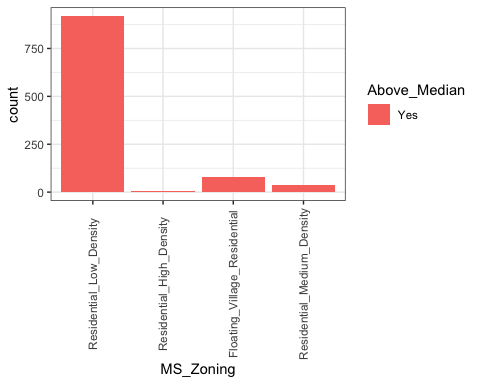 750
500
250
0
count
Residential_Low_Density
Residential_High_Density
Floating_Village_Residential
Residential_Medium_Density
MS_Zoning
Above_Median
Yes